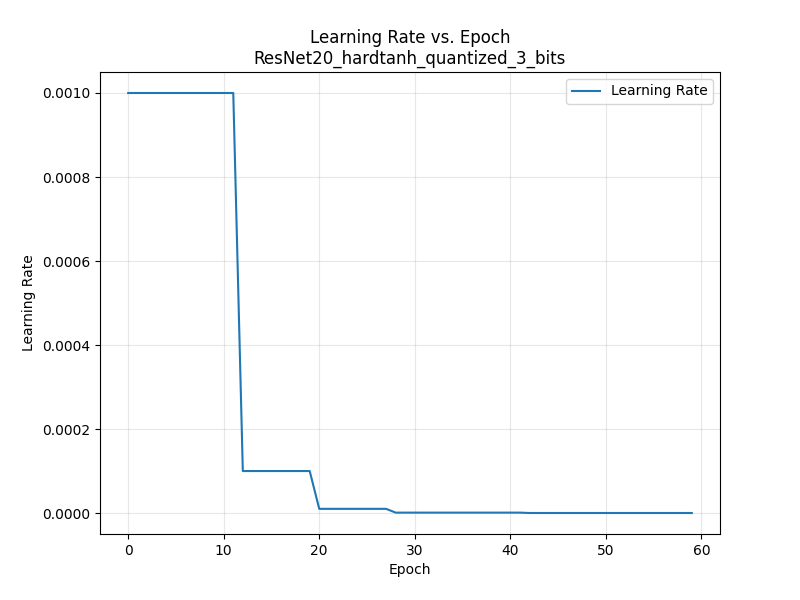 Learning Rate vs. Epoch
ResNet20_hardtanh_quantized_3_bits
Learning Rate
0.0010
0.0008
0.0006
0.0004
0.0002
0.0000
Learning Rate
0
10
20
30
40
50
60
Epoch